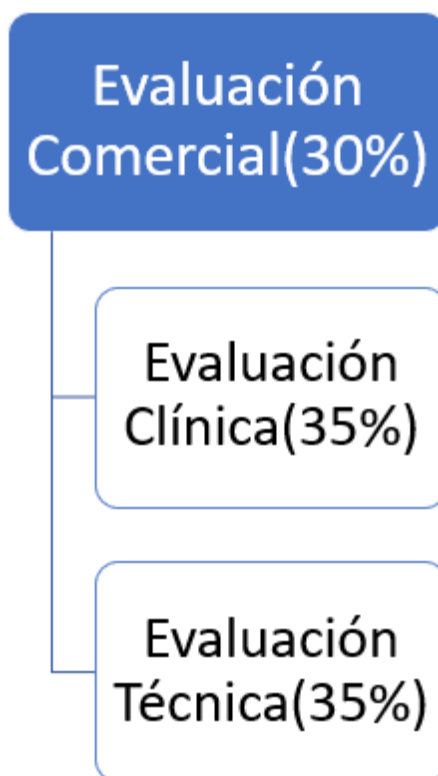 Evaluación
Comercial(30%)
Evaluación
Clínica(35%)
Evaluación
Técnica(35%)